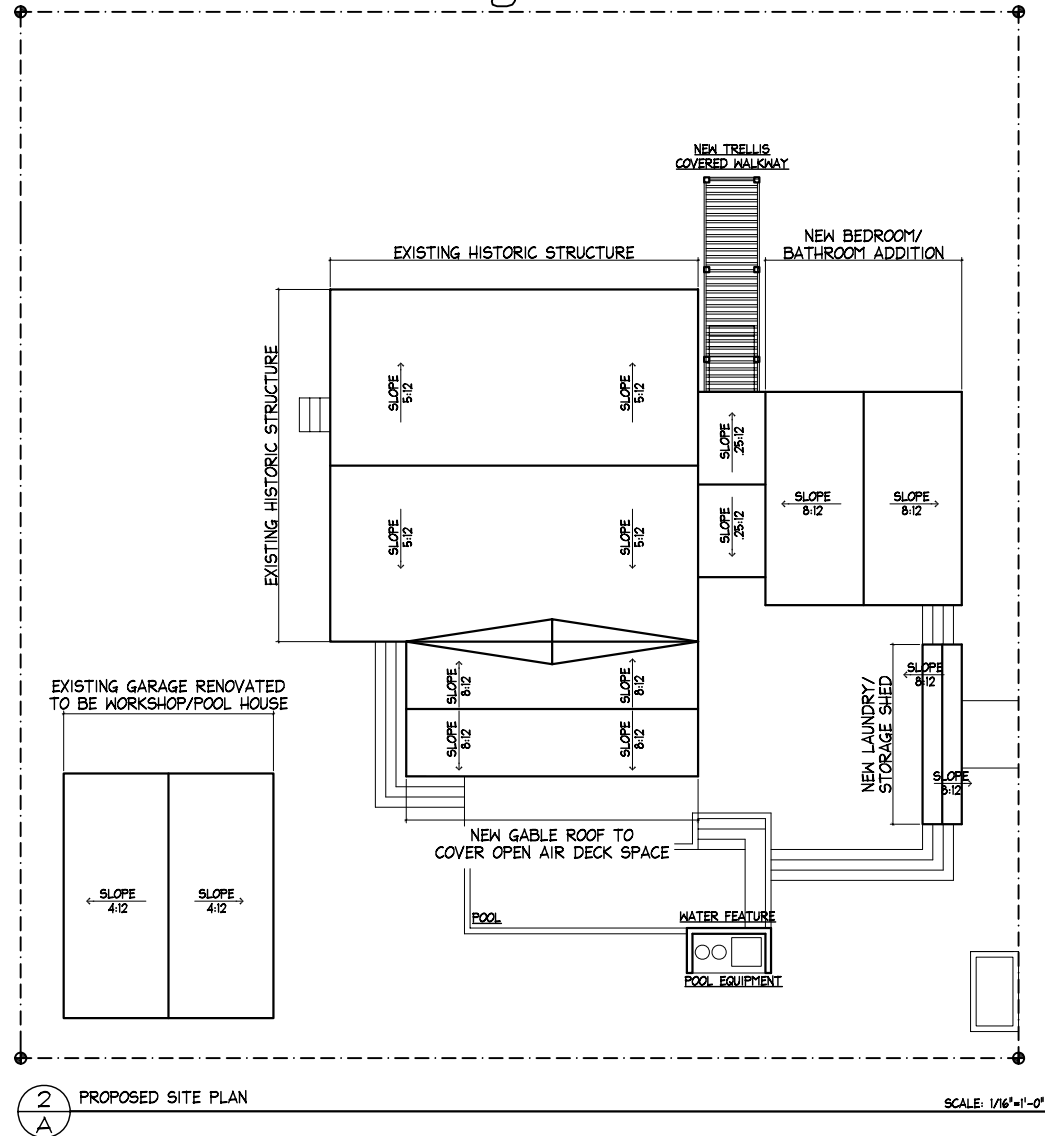 NEW TRELLIS
COVERED WALKWAY
EXISTING HISTORIC STRUCTURE
NEW BEDROOM/
BATHROOM ADDITION
EXISTING HISTORIC STRUCTURE
SLOPE
5:12
SLOPE
5:12
SLOPE
.25:12
SLOPE
8:12
SLOPE
8:12
SLOPE
5:12
SLOPE
5:12
SLOPE
.25:12
EXISTING GARAGE RENOVATED
TO BE WORKSHOP/POOL HOUSE
SLOPE
8:12
SLOPE
8:12
SLOPE
8:12
SLOPE
8:12
NEW LAUNDRY/
STORAGE SHED
SLOPE
8:12
SLOPE
8:12
NEW GABLE ROOF TO
COVER OPEN AIR DECK SPACE
SLOPE
4:12
SLOPE
4:12
POOL
WATER FEATURE
POOL EQUIPMENT
2
A
PROPOSED SITE PLAN
SCALE: 1/16"=1'-0"